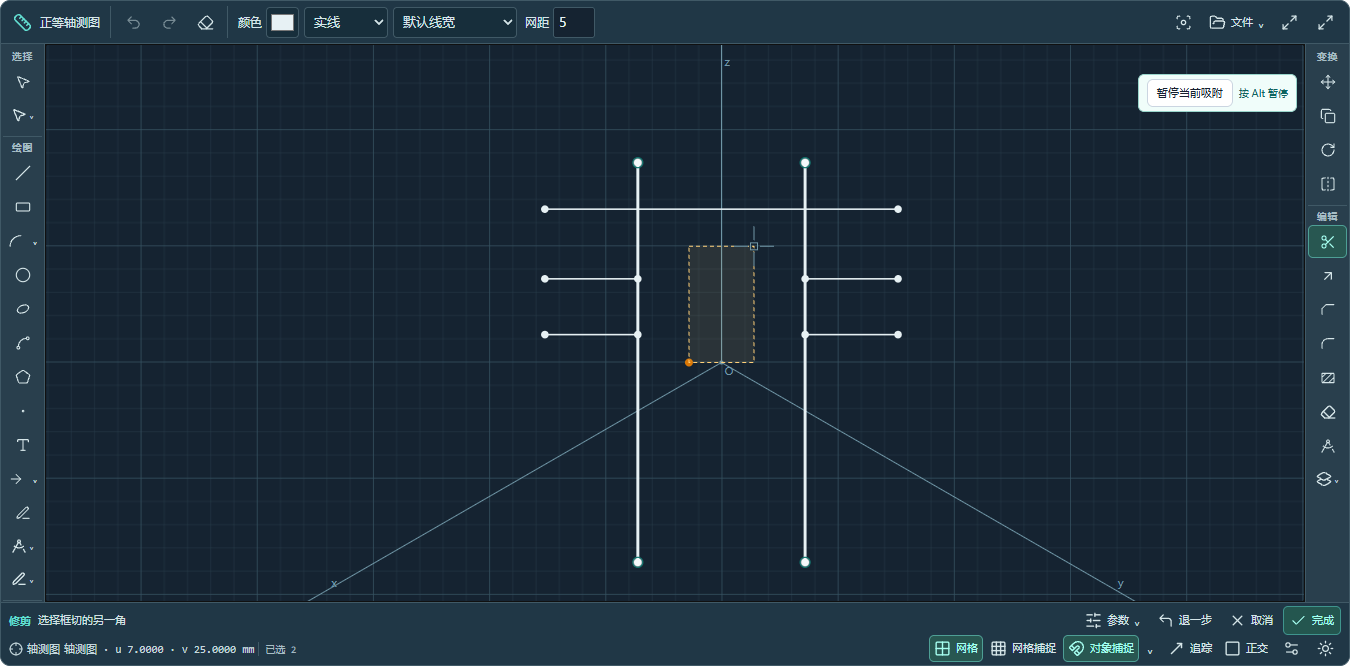 正等轴测图 颜色 实线 默认线宽 网距 5 文件
选择
绘图
变换
编辑
暂停当前吸附 按 Alt 暂停
z
O
x
y
修剪 选择框切的另一角 参数 退一步 取消 完成
轴测图 轴测图 · u 7.0000 · v 25.0000 mm 已选 2 网格 网格捕捉 对象捕捉 追踪 正交